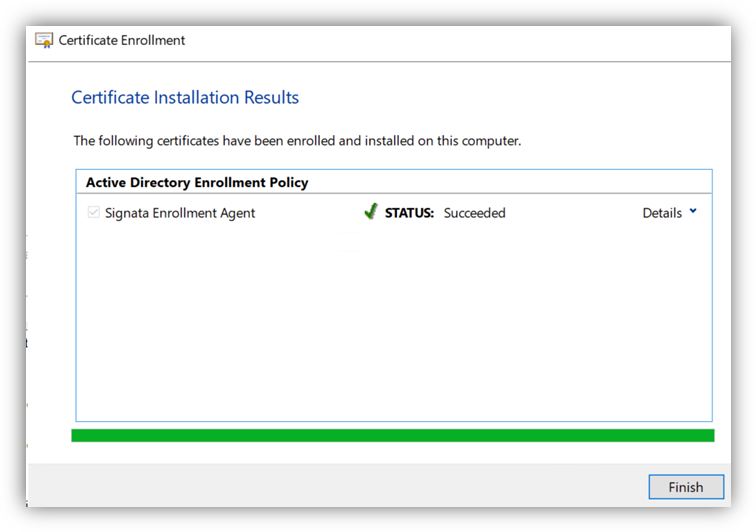 Certificate Enrollment
Certificate Installation Results
The following certificates have been enrolled and installed on this computer.
Active Directory Enrollment Policy
Signata Enrollment Agent STATUS: Succeeded Details
Finish